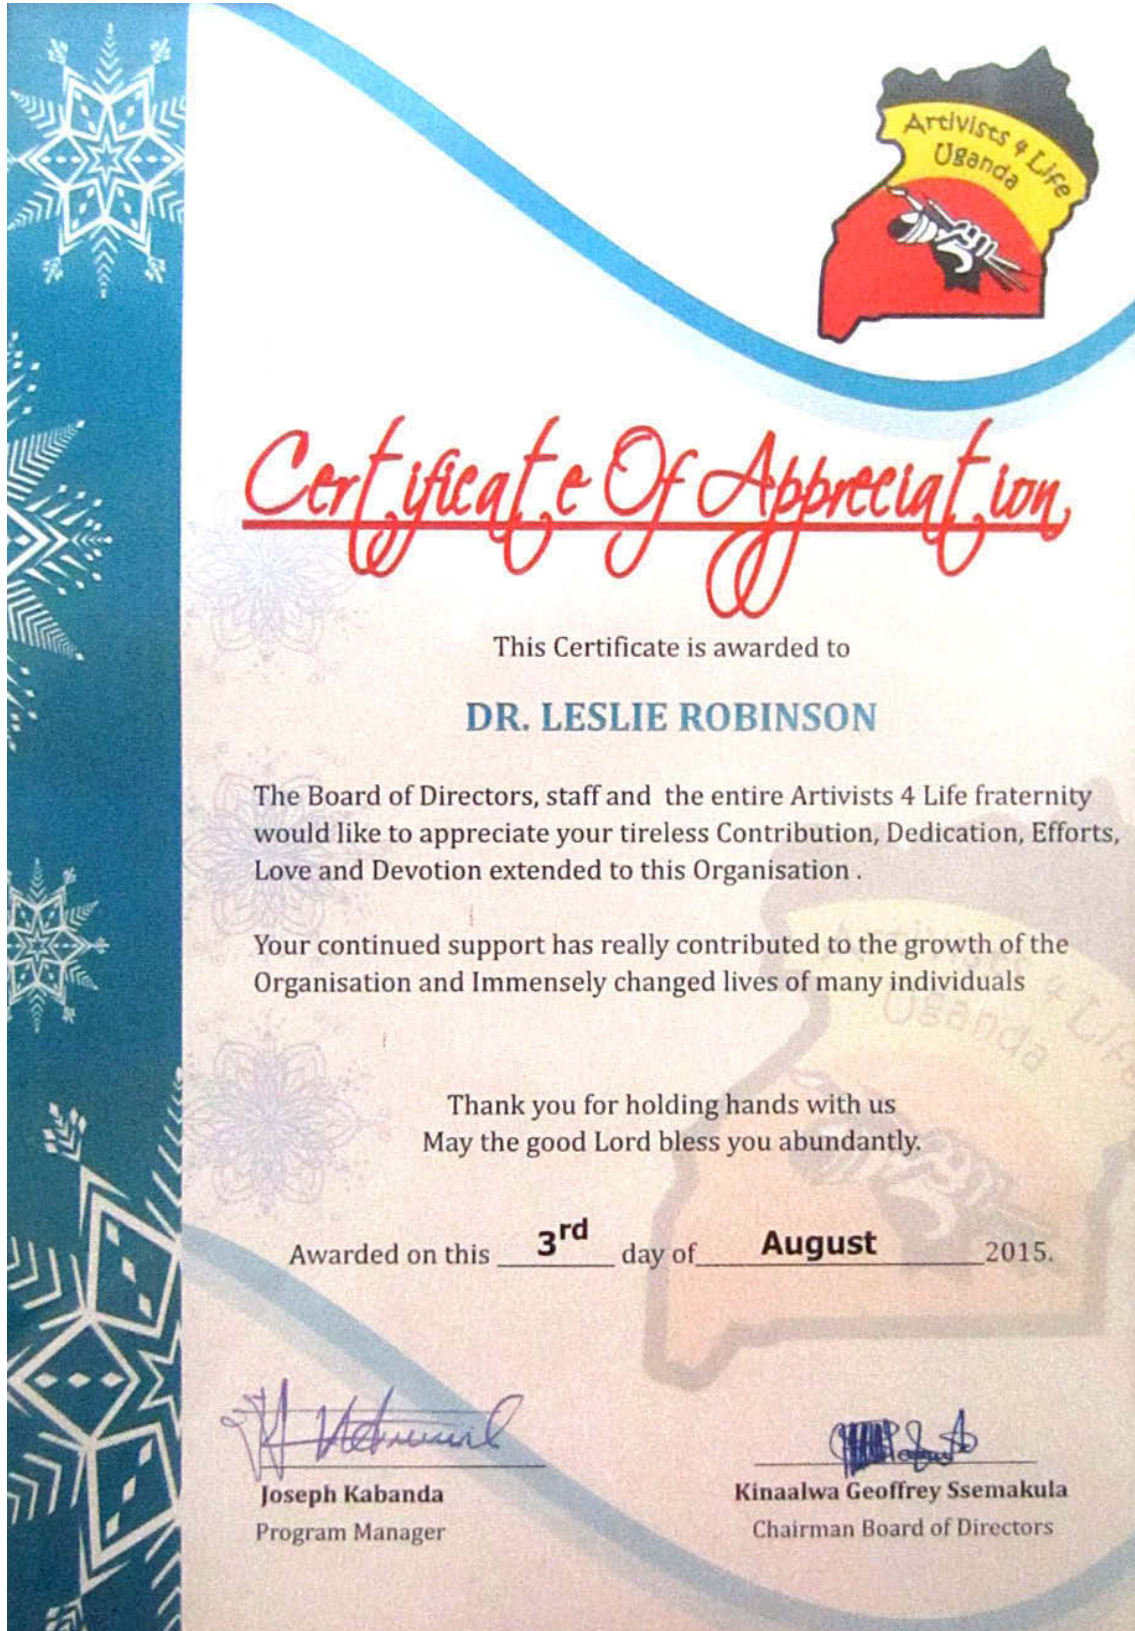 Artivists 4 Life
Uganda
Certificate Of Appreciation
This Certificate is awarded to
DR. LESLIE ROBINSON
The Board of Directors, staff and the entire Artivists 4 Life fraternity
would like to appreciate your tireless Contribution, Dedication, Efforts,
Love and Devotion extended to this Organisation .
Your continued support has really contributed to the growth of the
Organisation and Immensely changed lives of many individuals
Artivists 4 Life
Uganda
Thank you for holding hands with us
May the good Lord bless you abundantly.
Awarded on this 3rd day of August 2015.
Joseph Kabanda
Program Manager
Kinaalwa Geoffrey Ssemakula
Chairman Board of Directors